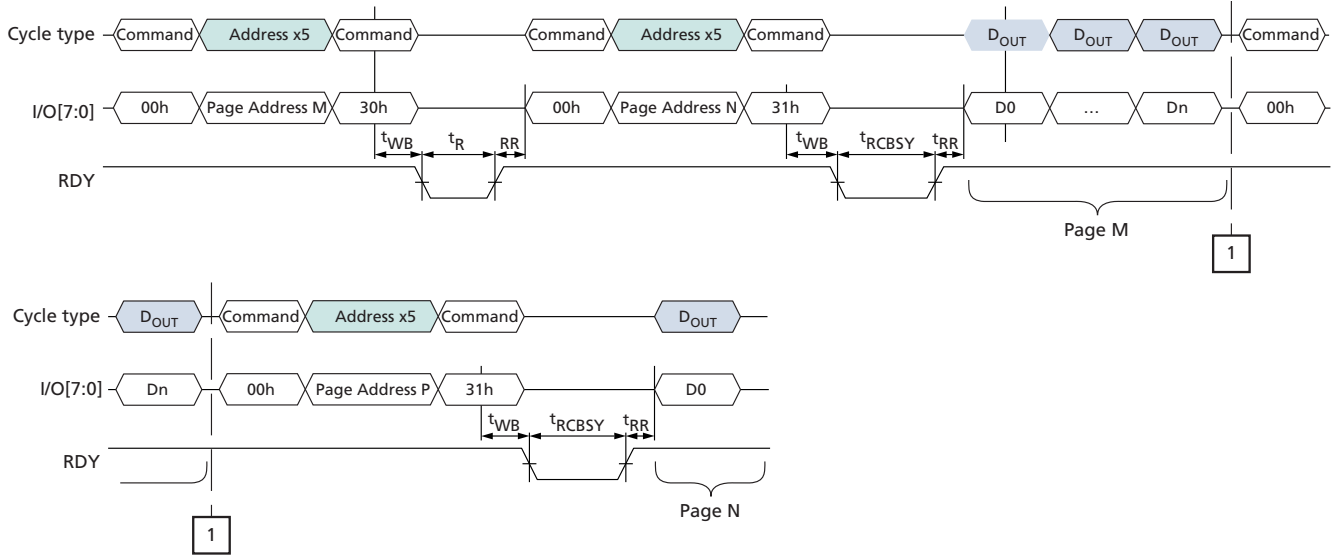 Cycle type Command Address x5 Command Command Address x5 Command DOUT DOUT DOUT Command
I/O[7:0] 00h Page Address M 30h 00h Page Address N 31h D0 ... Dn 00h
tWB tR RR tWB tRCBSY tRR
RDY
Page M
1
Cycle type DOUT Command Address x5 Command DOUT
I/O[7:0] Dn 00h Page Address P 31h D0
tWB tRCBSY tRR
RDY
Page N
1